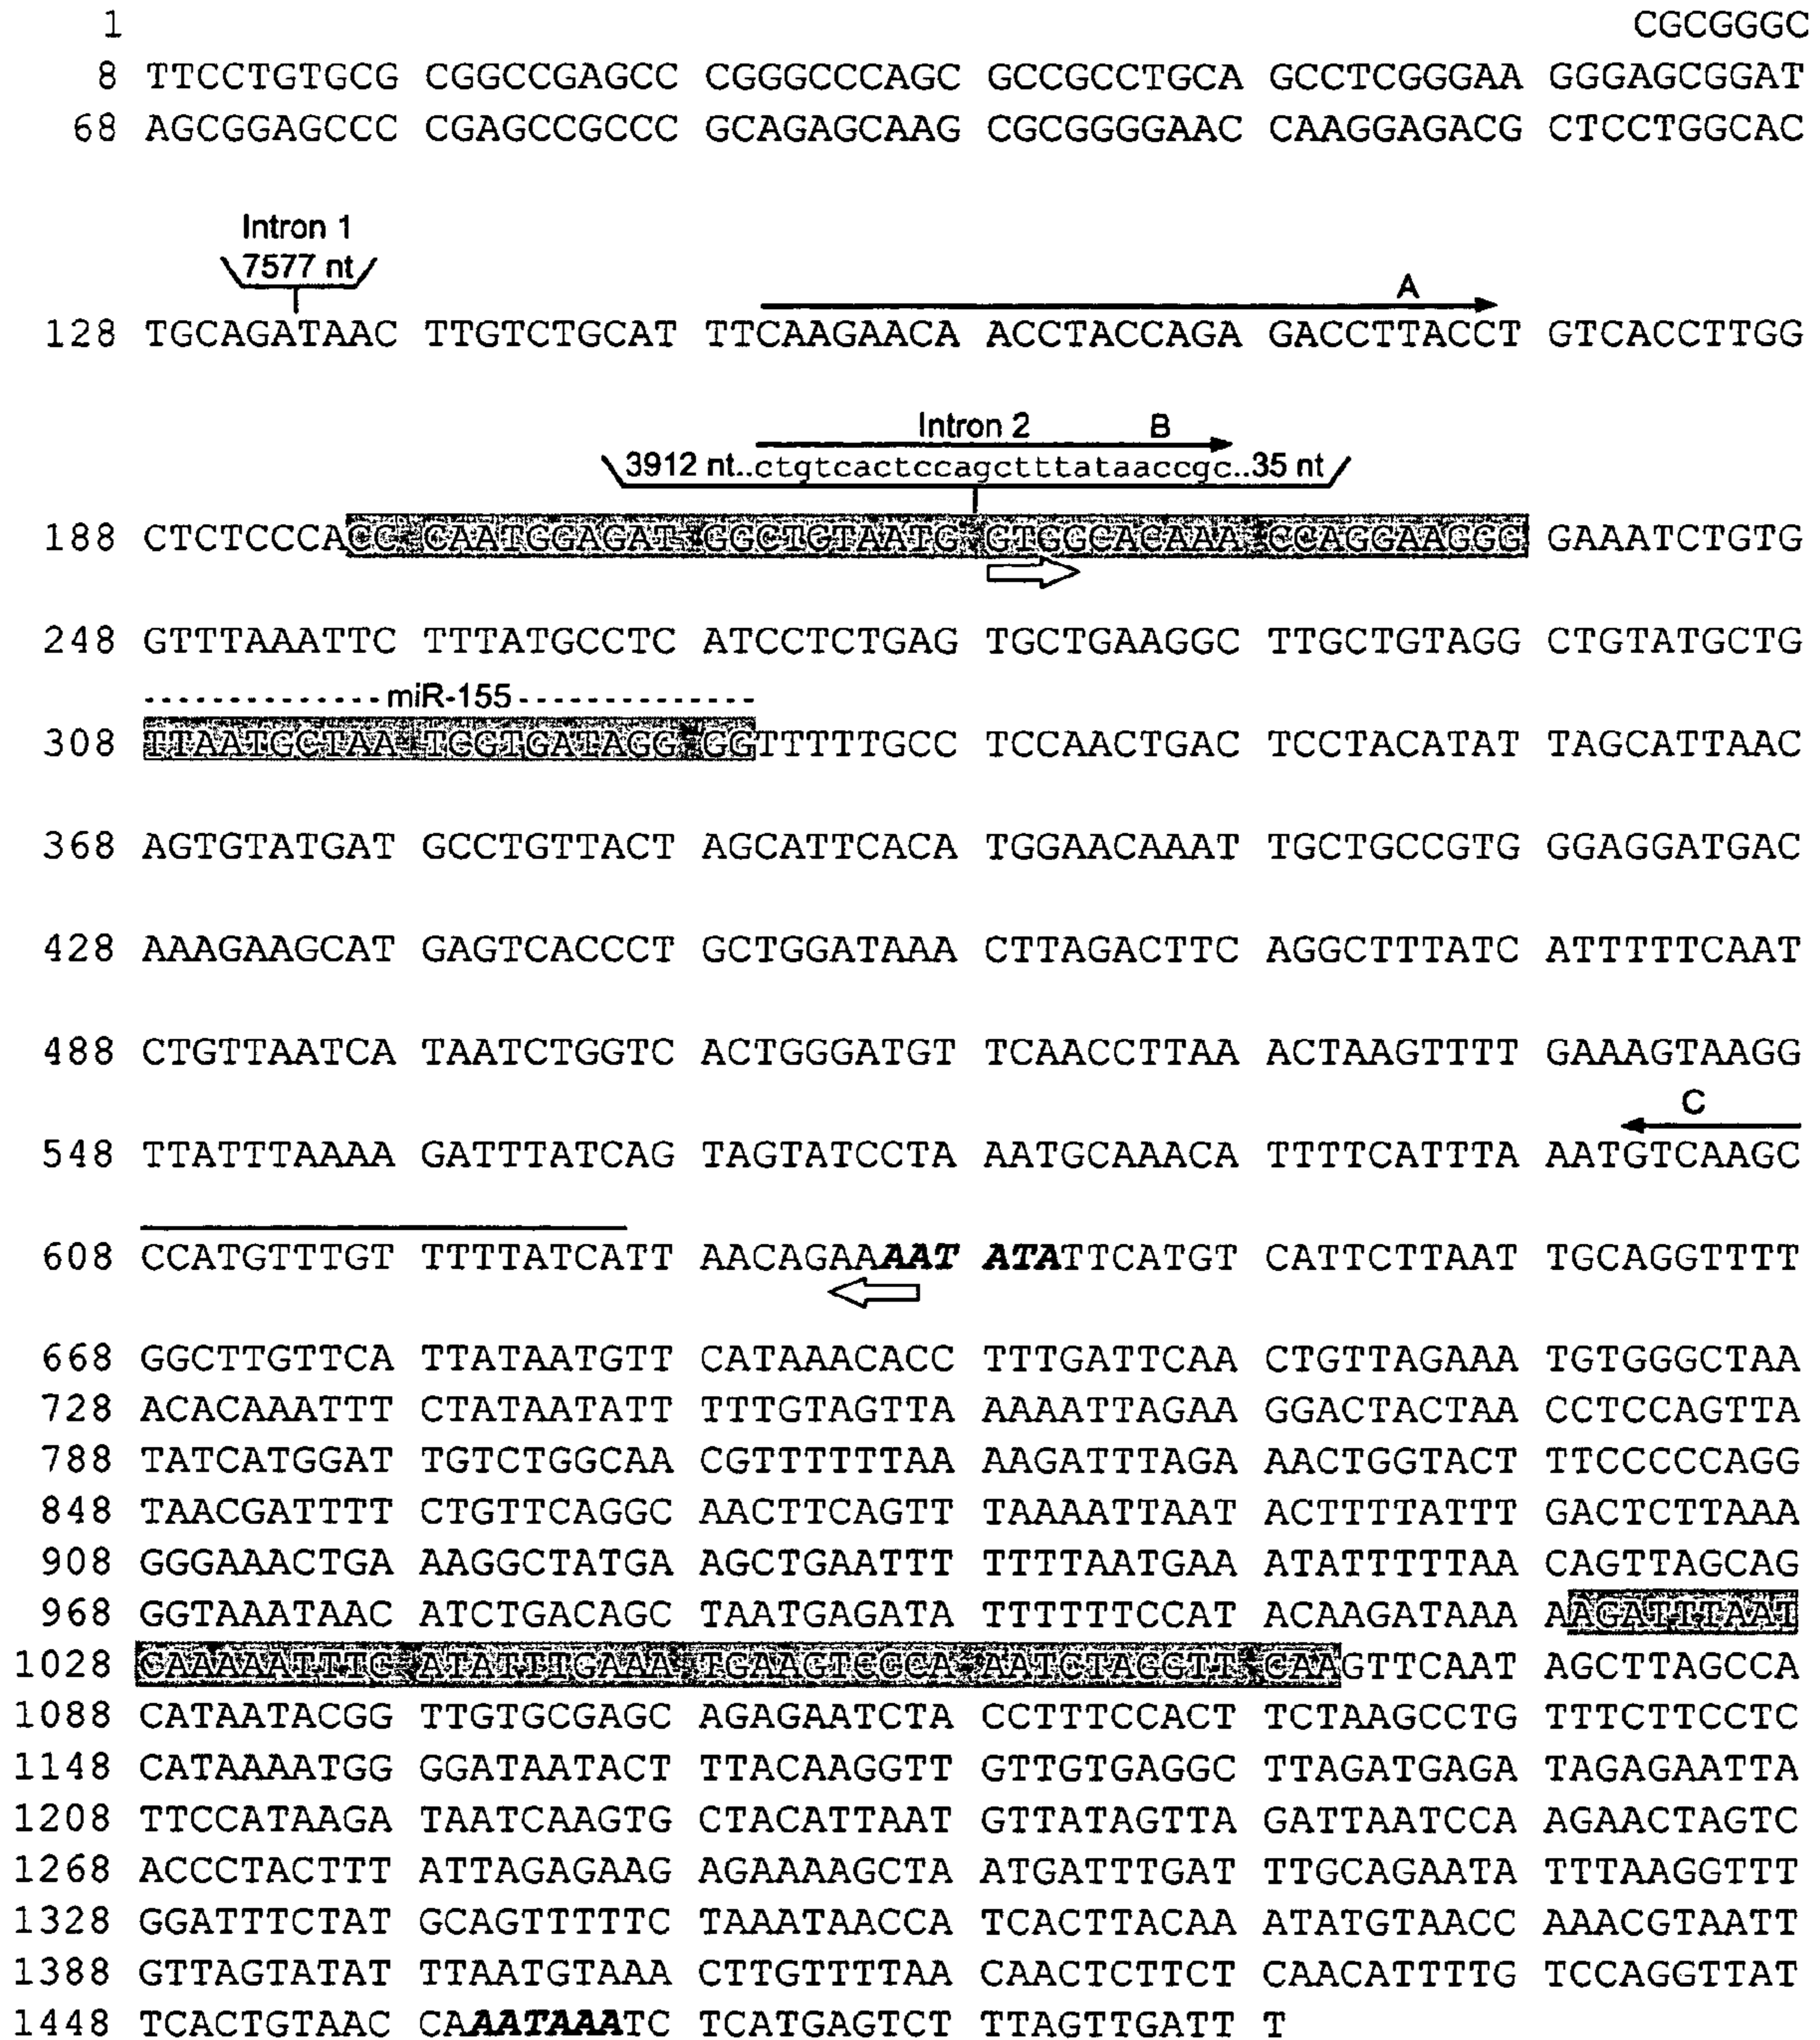 1 CGCGGGC
8 TTCCTGTGCG CGGCCGAGCC CGGGCCCAGC GCCGCCTGCA GCCTCGGGAA GGGAGCGGAT
68 AGCGGAGCCC CGAGCCGCCC GCAGAGCAAG CGCGGGGAAC CAAGGAGACG CTCCTGGCAC
Intron 1
7577 nt
A
128 TGCAGATAAC TTGTCTGCAT TTCAAGAACA ACCTACCAGA GACCTTACCT GTCACCTTGG
Intron 2 B
3912 nt..ctgtcactccagctttataaccgc..35 nt
188 CTCTCCCACC CAATGGAGAT GGCTGTAATG GTGGCACAAA CCAGGAAGGG GAAATCTGTG
248 GTTTAAATTC TTTATGCCTC ATCCTCTGAG TGCTGAAGGC TTGCTGTAGG CTGTATGCTG
miR-155
308 TTAATGCTAA TGGTGATAGG GGTTTTTGCC TCCAACTGAC TCCTACATAT TAGCATTAAC
368 AGTGTATGAT GCCTGTTACT AGCATTCACA TGGAACAAAT TGCTGCCGTG GGAGGATGAC
428 AAAGAAGCAT GAGTCACCCT GCTGGATAAA CTTAGACTTC AGGCTTTATC ATTTTTCAAT
488 CTGTTAATCA TAATCTGGTC ACTGGGATGT TCAACCTTAA ACTAAGTTTT GAAAGTAAGG
C
548 TTATTTAAAA GATTTATCAG TAGTATCCTA AATGCAAACA TTTTCATTTA AATGTCAAGC
608 CCATGTTTGT TTTTATCATT AACAGAAAAT ATATTCATGT CATTCTTAAT TGCAGGTTTT
668 GGCTTGTTCA TTATAATGTT CATAAACACC TTTGATTCAA CTGTTAGAAA TGTGGGCTAA
728 ACACAAATTT CTATAATATT TTTGTAGTTA AAAATTAGAA GGACTACTAA CCTCCAGTTA
788 TATCATGGAT TGTCTGGCAA CGTTTTTTAA AAGATTTAGA AACTGGTACT TTCCCCCAGG
848 TAACGATTTT CTGTTCAGGC AACTTCAGTT TAAAATTAAT ACTTTTATTT GACTCTTAAA
908 GGGAAACTGA AAGGCTATGA AGCTGAATTT TTTTAATGAA ATATTTTTAA CAGTTAGCAG
968 GGTAAATAAC ATCTGACAGC TAATGAGATA TTTTTTCCAT ACAAGATAAA AAGATTTAAT
1028 CAAAAATTTG ATATTTGAAA TGAAGTCCCA AATCTAGGTT CAAGTTCAAT AGCTTAGCCA
1088 CATAATACGG TTGTGCGAGC AGAGAATCTA CCTTTCCACT TCTAAGCCTG TTTCTTCCTC
1148 CATAAAATGG GGATAATACT TTACAAGGTT GTTGTGAGGC TTAGATGAGA TAGAGAATTA
1208 TTCCATAAGA TAATCAAGTG CTACATTAAT GTTATAGTTA GATTAATCCA AGAACTAGTC
1268 ACCCTACTTT ATTAGAGAAG AGAAAAGCTA ATGATTTGAT TTGCAGAATA TTTAAGGTTT
1328 GGATTTCTAT GCAGTTTTTC TAAATAACCA TCACTTACAA ATATGTAACC AAACGTAATT
1388 GTTAGTATAT TTAATGTAAA CTTGTTTTAA CAACTCTTCT CAACATTTTG TCCAGGTTAT
1448 TCACTGTAAC CAAATAAATC TCATGAGTCT TTAGTTGATT T